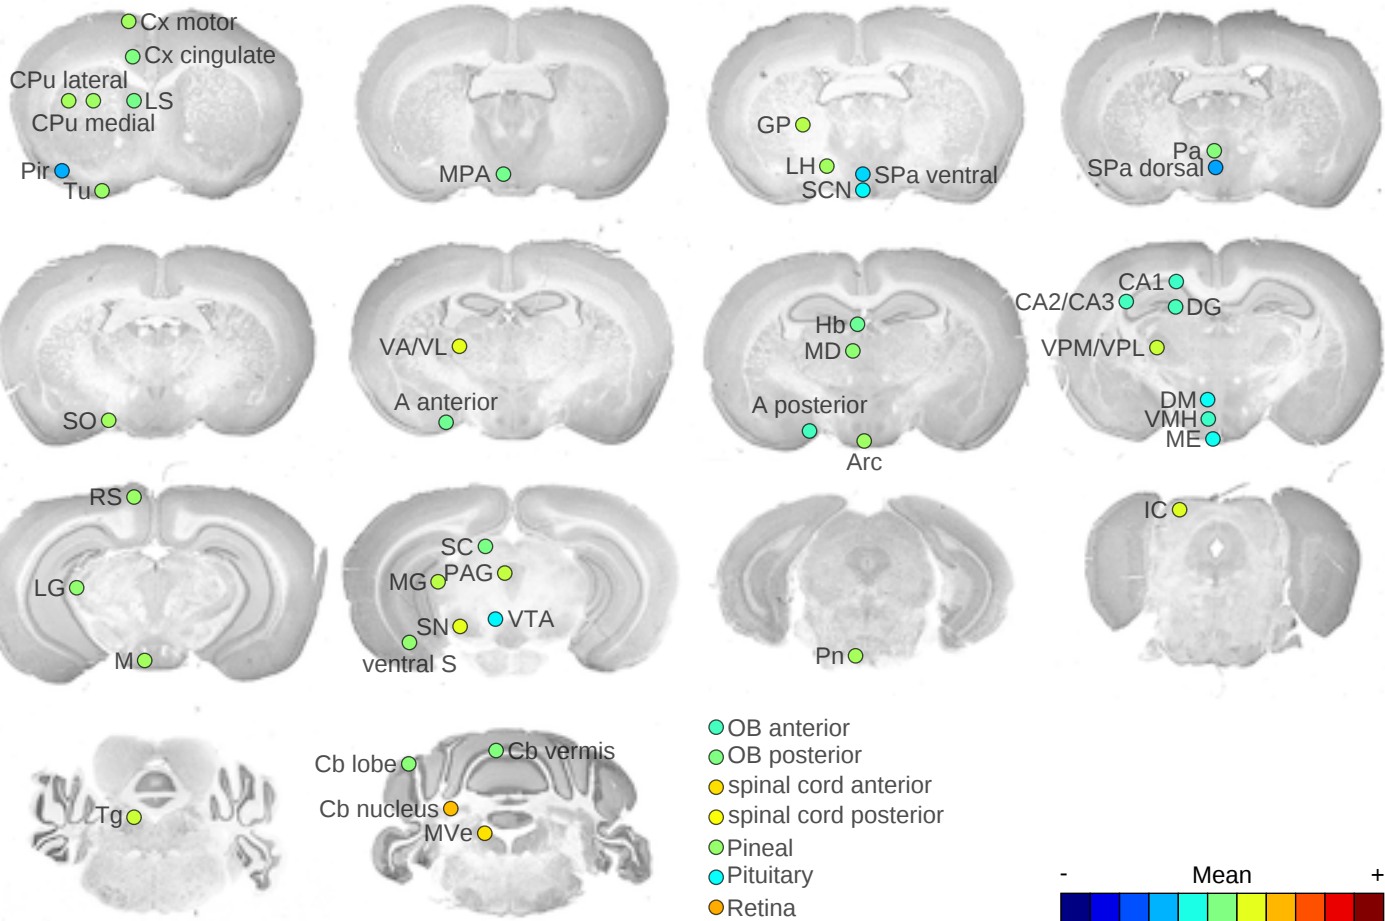 Cx motor
Cx cingulate
CPu lateral
LS
CPu medial
Pir
Tu
MPA
GP
LH
SPa ventral
SCN
Pa
SPa dorsal
SO
VA/VL
A anterior
Hb
MD
A posterior
Arc
CA1
CA2/CA3
DG
VPM/VPL
DM
VMH
ME
RS
LG
M
SC
MG
PAG
SN
VTA
ventral S
Pn
IC
Tg
Cb lobe
Cb vermis
Cb nucleus
MVe
OB anterior
OB posterior
spinal cord anterior
spinal cord posterior
Pineal
Pituitary
Retina
- Mean +